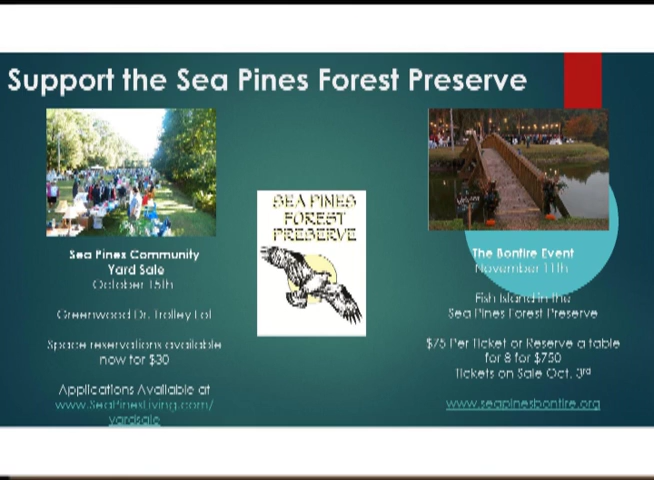 Support the Sea Pines Forest Preserve
Sea Pines Community
Yard Sale
October 15th
Greenwood Dr. Trolley Lot
Space reservations available
now for $30
Applications Available at
www.SeaPinesLiving.com/
yardsale
SEA PINES
FOREST
PRESERVE
The Bonfire Event
November 11th
Fish Island in the
Sea Pines Forest Preserve
$75 Per Ticket or Reserve a table
for 8 for $750
Tickets on Sale Oct. 3rd
www.seapinesbonfire.org